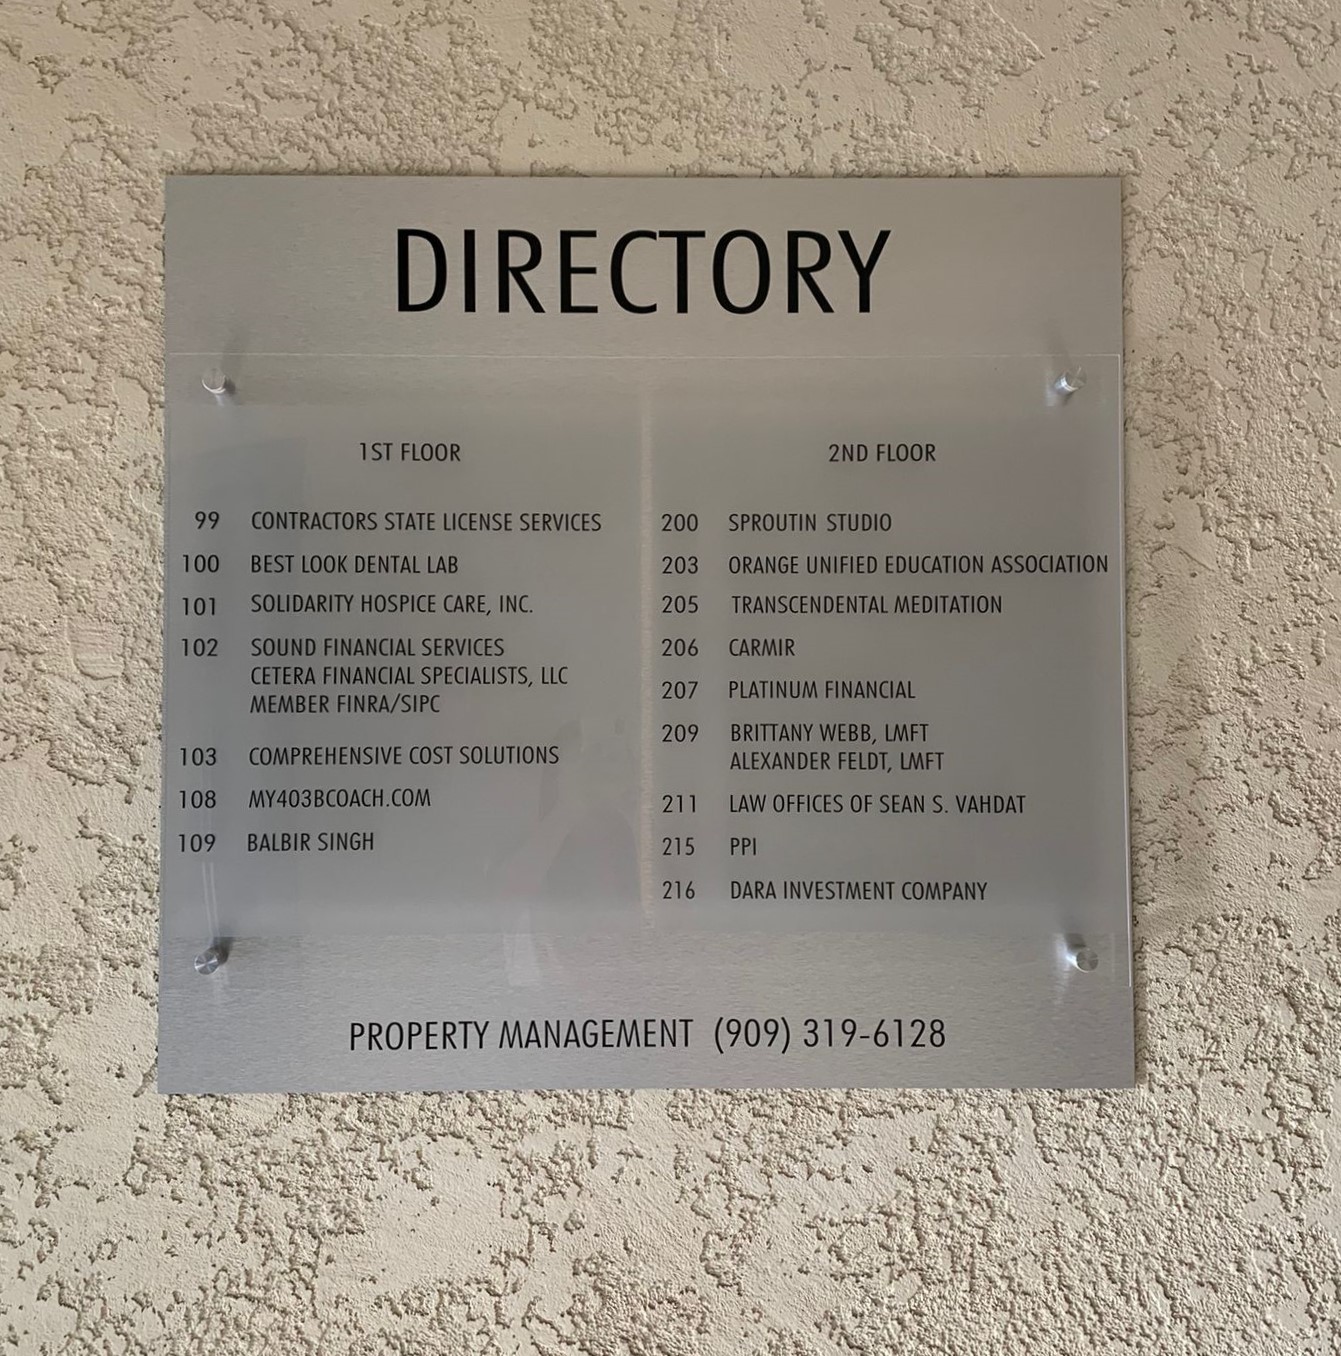 DIRECTORY
1ST FLOOR
99 CONTRACTORS STATE LICENSE SERVICES
100 BEST LOOK DENTAL LAB
101 SOLIDARITY HOSPICE CARE, INC.
102 SOUND FINANCIAL SERVICES
CETERA FINANCIAL SPECIALISTS, LLC
MEMBER FINRA/SIPC
103 COMPREHENSIVE COST SOLUTIONS
108 MY403BCOACH.COM
109 BALBIR SINGH
2ND FLOOR
200 SPROUTIN STUDIO
203 ORANGE UNIFIED EDUCATION ASSOCIATION
205 TRANSCENDENTAL MEDITATION
206 CARMIR
207 PLATINUM FINANCIAL
209 BRITTANY WEBB, LMFT
ALEXANDER FELDT, LMFT
211 LAW OFFICES OF SEAN S. VAHDAT
215 PPI
216 DARA INVESTMENT COMPANY
PROPERTY MANAGEMENT (909) 319-6128